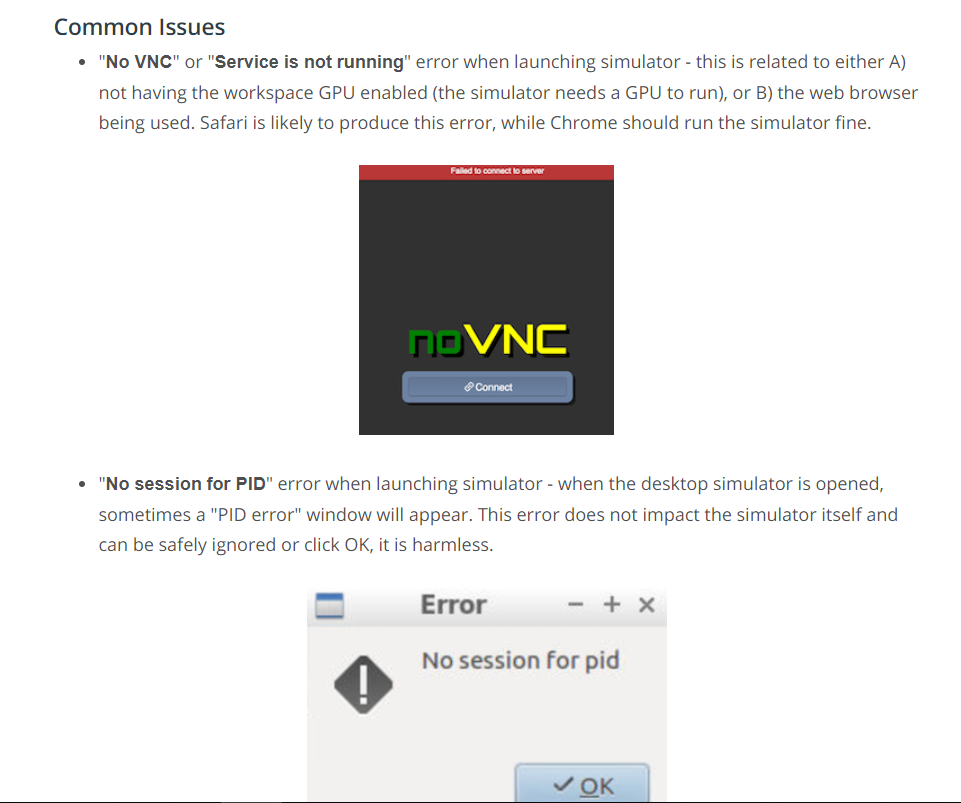 Common Issues
• "No VNC" or "Service is not running" error when launching simulator - this is related to either A)
not having the workspace GPU enabled (the simulator needs a GPU to run), or B) the web browser
being used. Safari is likely to produce this error, while Chrome should run the simulator fine.
Failed to connect to server
noVNC
Connect
• "No session for PID" error when launching simulator - when the desktop simulator is opened,
sometimes a "PID error" window will appear. This error does not impact the simulator itself and
can be safely ignored or click OK, it is harmless.
Error
No session for pid
OK